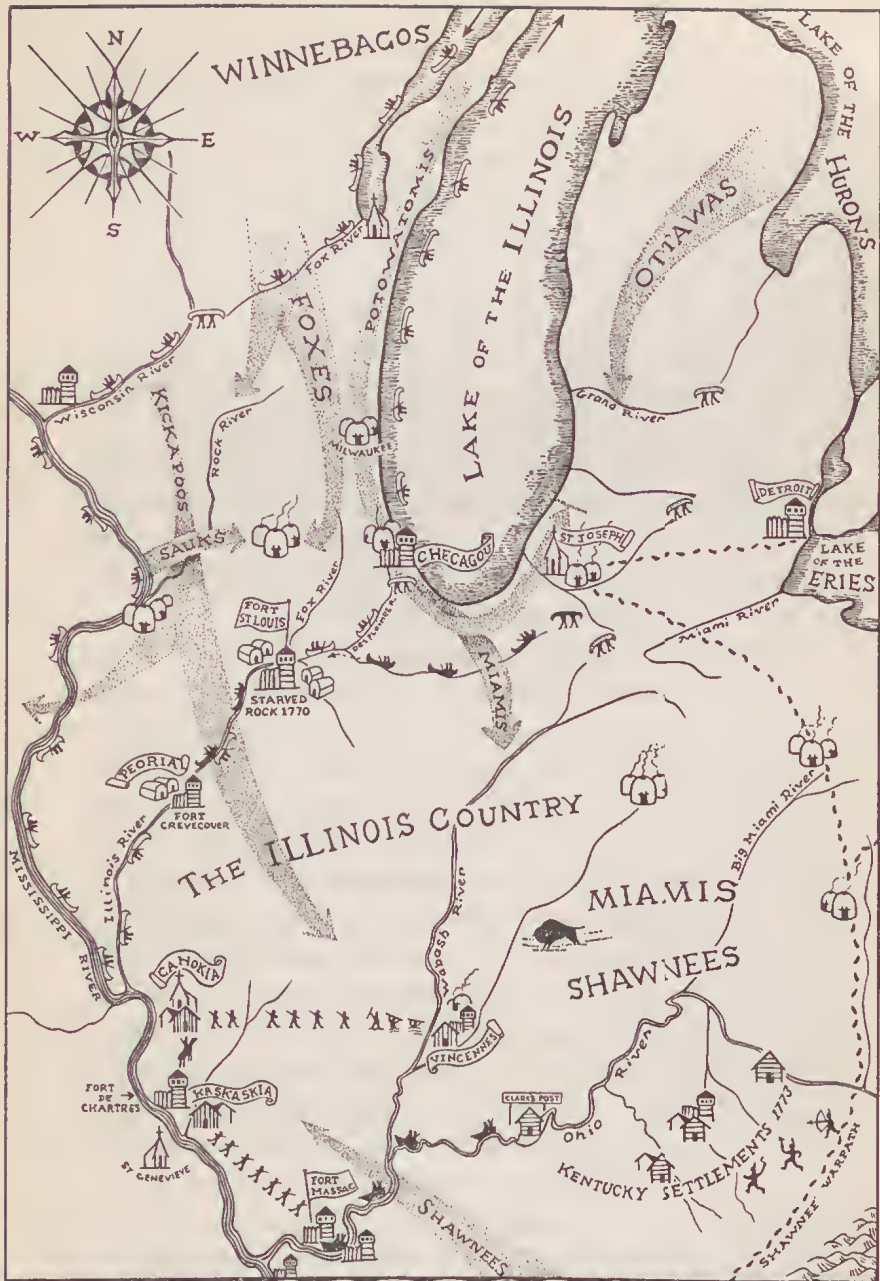 N
W
E
S
WINNEBAGOS
LAKE OF THE HURONS
POTOWATOMIS
LAKE OF THE ILLINOIS
OTTAWAS
Fox River
FOXES
Wisconsin River
KICKAPOOS
Rock River
MILWAUKEE
Grand River
DETROIT
SAUKS
CHECAGOU
ST JOSEPH
LAKE
OF THE
ERIES
FORT
ST LOUIS
Fox River
DESPLAINES
Miami River
MIAMIS
STARVED
ROCK 1770
PEORIA
FORT
CREVECOUER
Illinois River
MISSISSIPPI
RIVER
THE ILLINOIS COUNTRY
Wabash River
Big Miami River
MIAMIS
SHAWNEES
CAHOKIA
VINCENNES
FORT
DE
CHARTRES
KASKASKIA
CLARKS POST
Ohio River
ST GENEVIEVE
KENTUCKY SETTLEMENTS 1773
FORT
MASSAC
SHAWNEES
SHAWNEE WARPATH